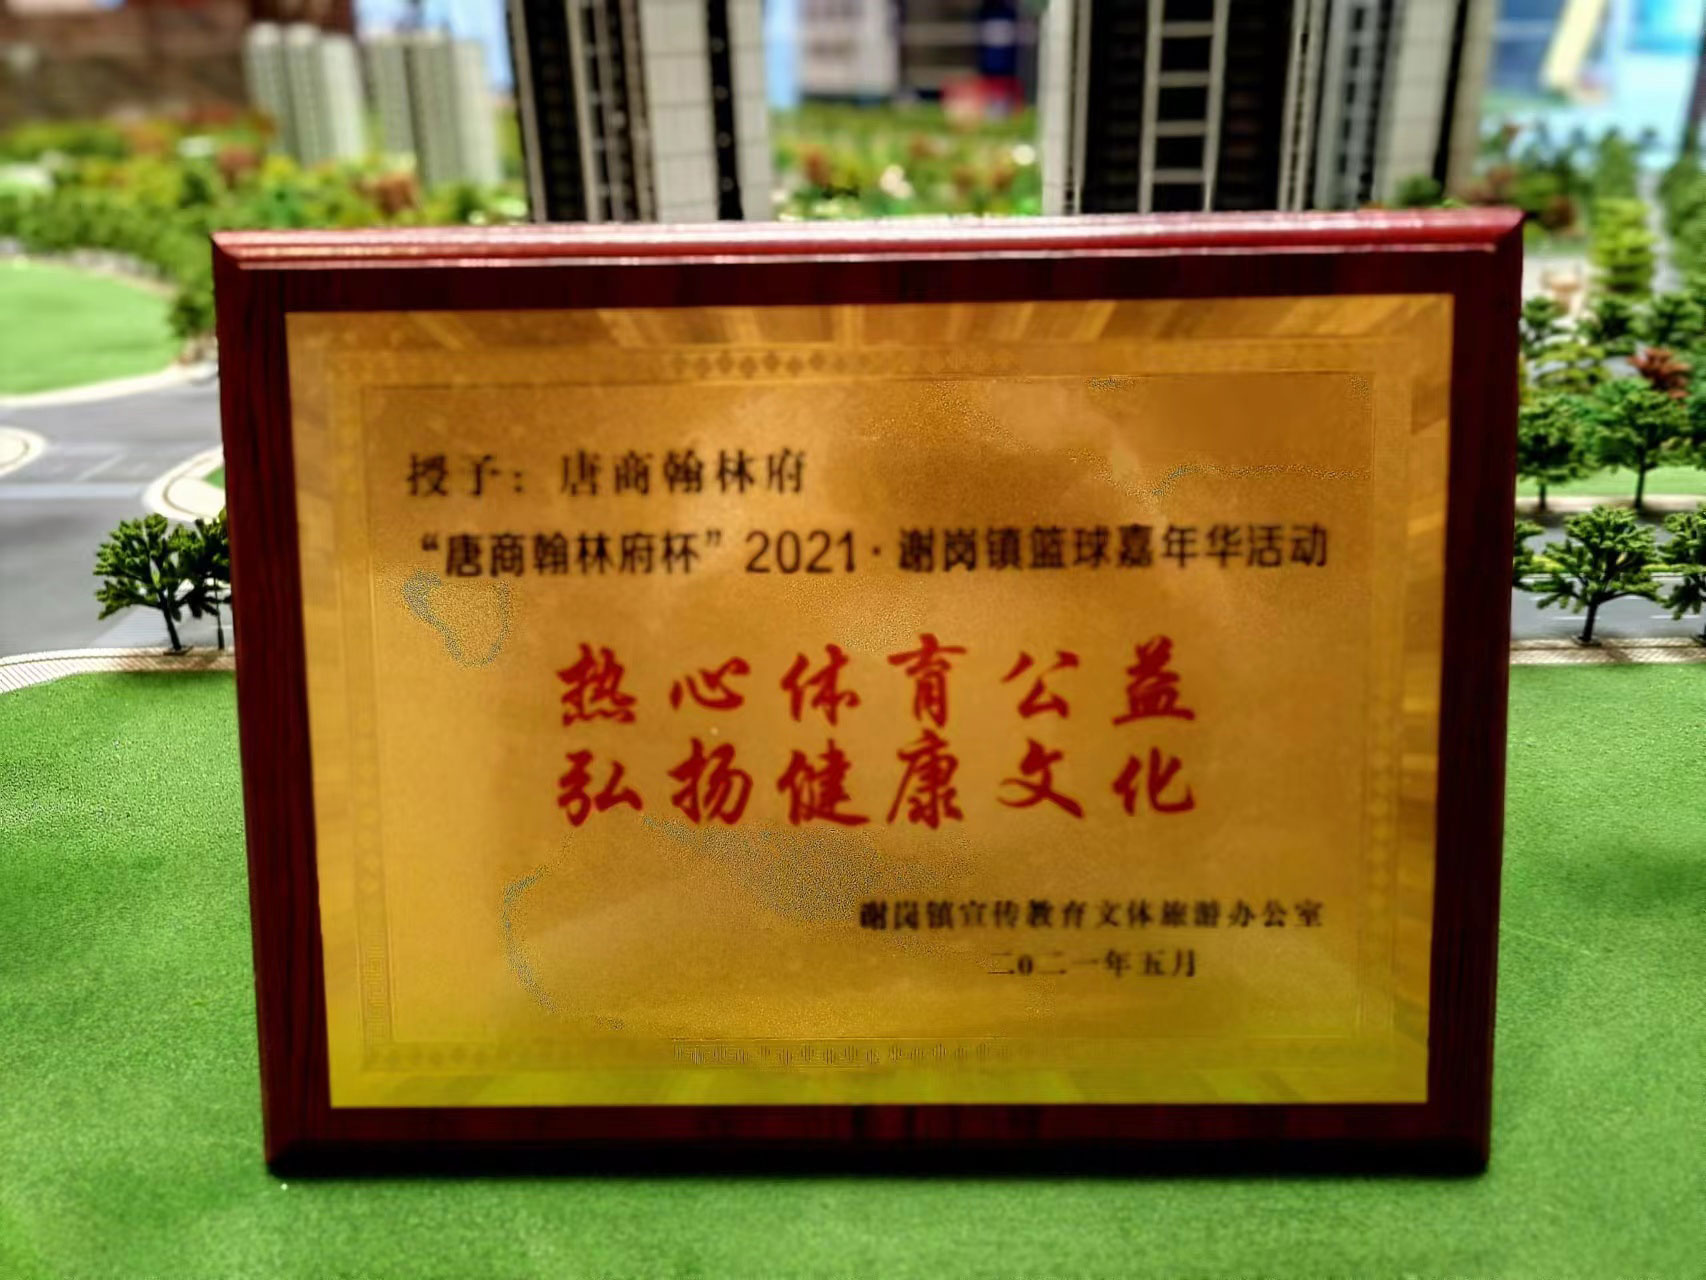 授予：唐商翰林府
“唐商翰林府杯”2021·谢岗镇篮球嘉年华活动
热心体育公益
弘扬健康文化
谢岗镇宣传教育文体旅游办公室
二0二一年五月